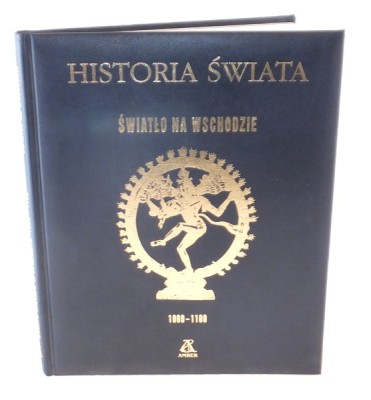 HISTORIA ŚWIATA
ŚWIATŁO NA WSCHODZIE
1000-1100
AMBER